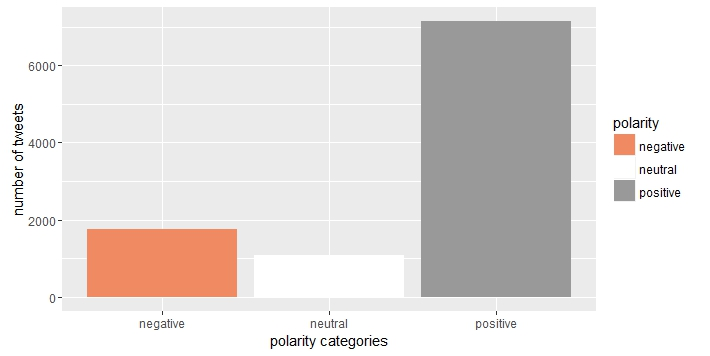 number of tweets
6000
4000
2000
0
negative
neutral
positive
polarity categories
polarity
negative
neutral
positive